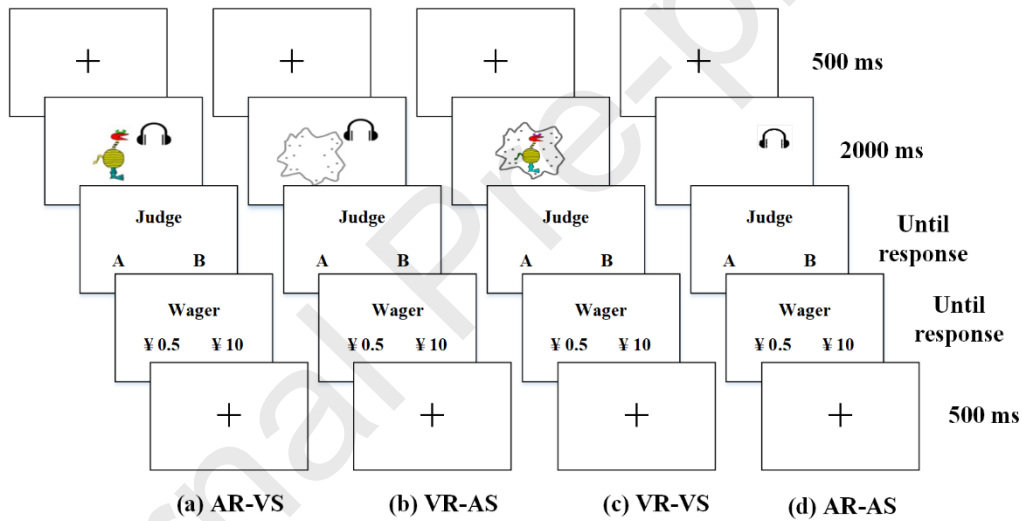 500 ms
2000 ms
Judge Judge Judge Judge
A B A B A B A B
Until
response
Wager Wager Wager Wager
¥ 0.5 ¥ 10 ¥ 0.5 ¥ 10 ¥ 0.5 ¥ 10 ¥ 0.5 ¥ 10
Until
response
500 ms
(a) AR-VS (b) VR-AS (c) VR-VS (d) AR-AS
rnal Pre-p